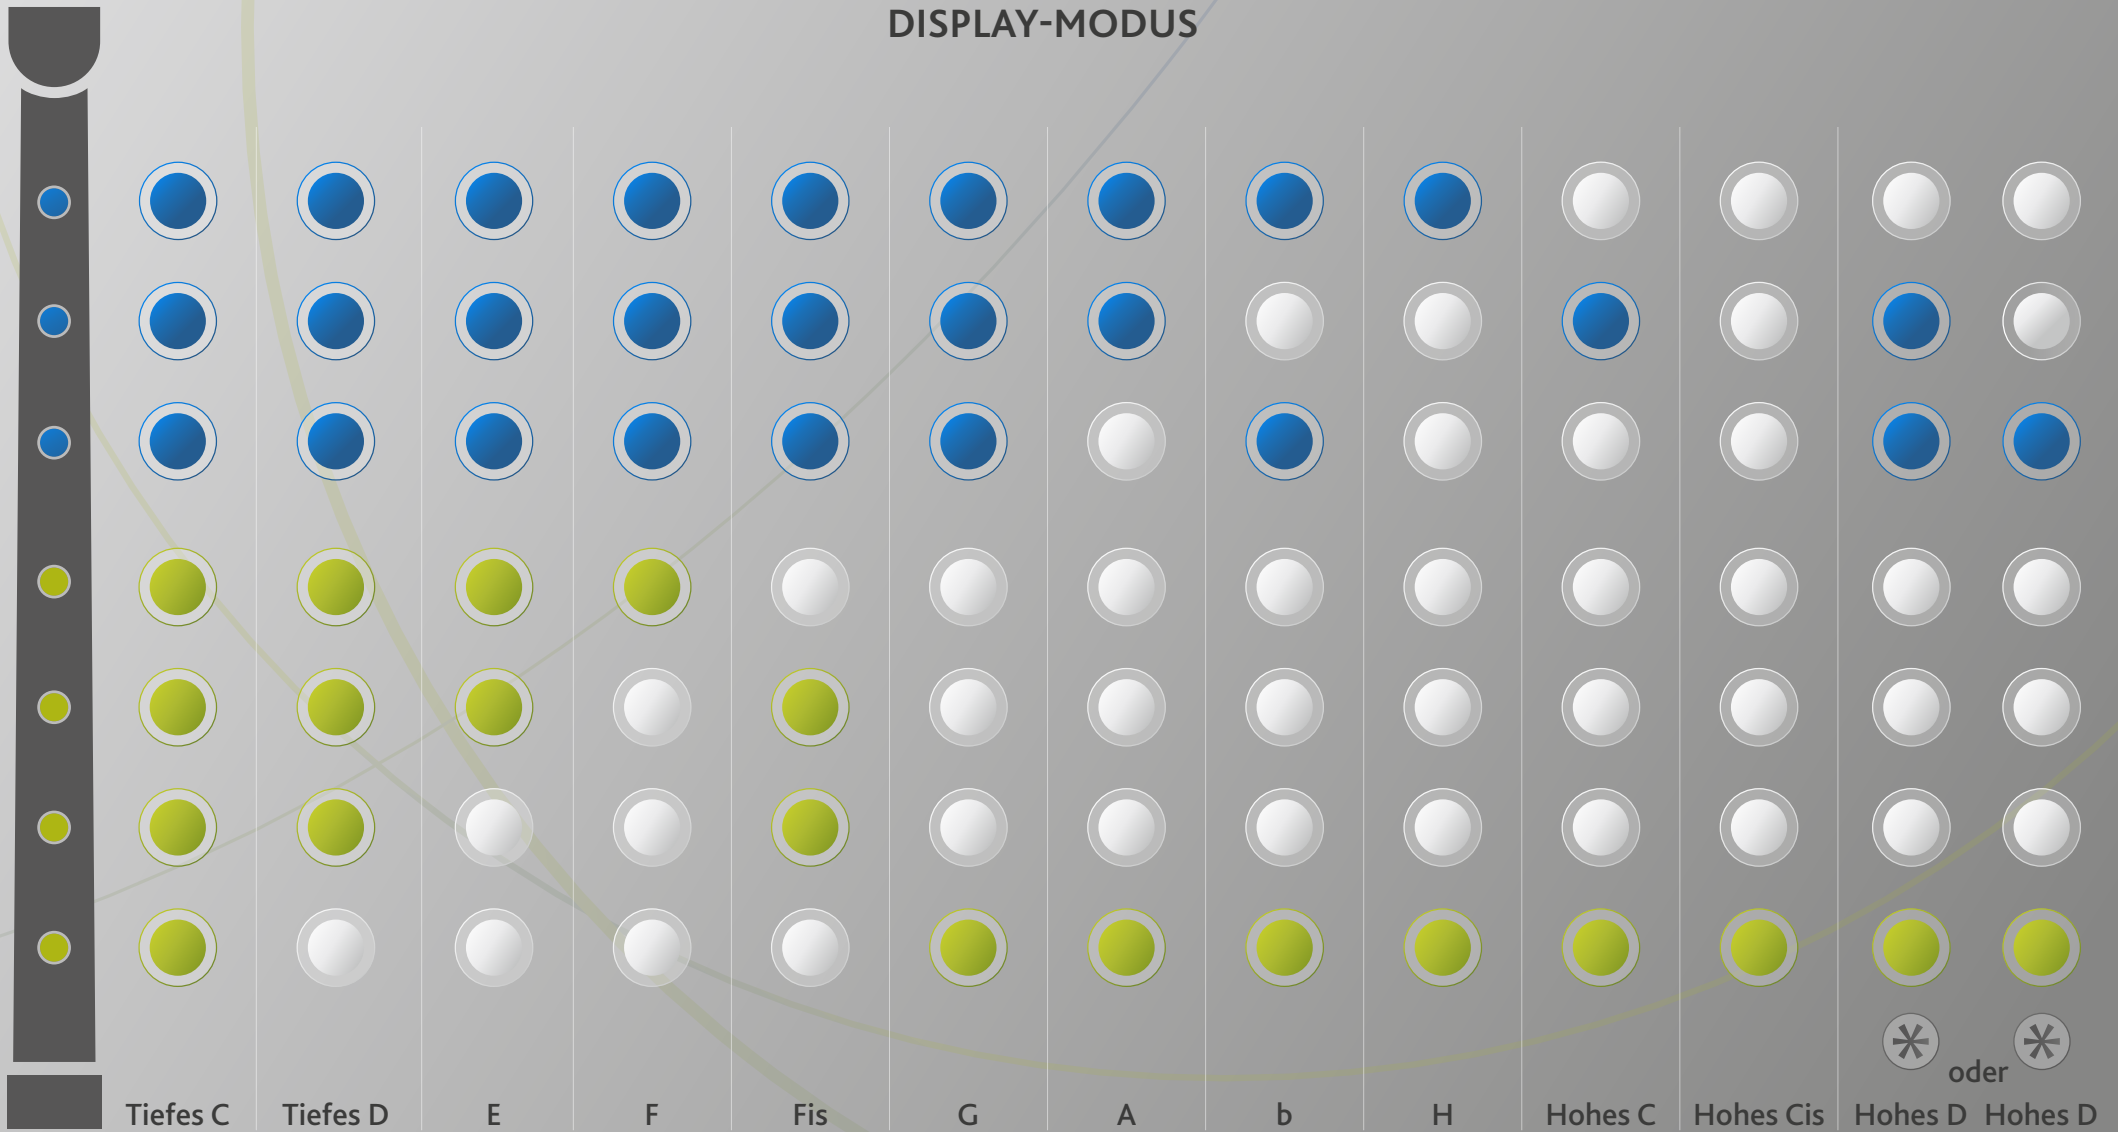 DISPLAY-MODUS
oder
Tiefes C Tiefes D E F Fis G A b H Hohes C Hohes Cis Hohes D Hohes D